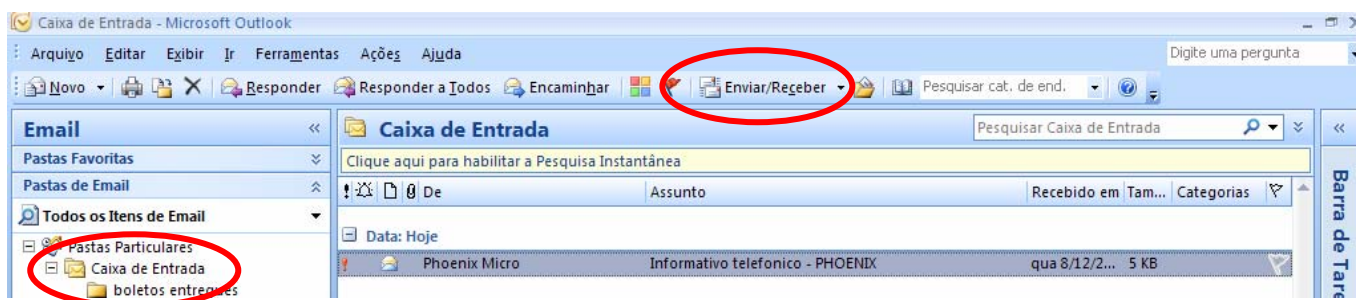 Caixa de Entrada - Microsoft Outlook
Arquivo Editar Exibir Ir Ferramentas Ações Ajuda Digite uma pergunta
Novo Responder Responder a Todos Encaminhar Enviar/Receber Pesquisar cat. de end.
Email « Caixa de Entrada Pesquisar Caixa de Entrada «
Pastas Favoritas Clique aqui para habilitar a Pesquisa Instantânea
Pastas de Email De Assunto Recebido em Tam... Categorias
Todos os Itens de Email
Data: Hoje
Pastas Particulares
Caixa de Entrada Phoenix Micro Informativo telefonico - PHOENIX qua 8/12/2... 5 KB
boletos entregues
Barra de Tare